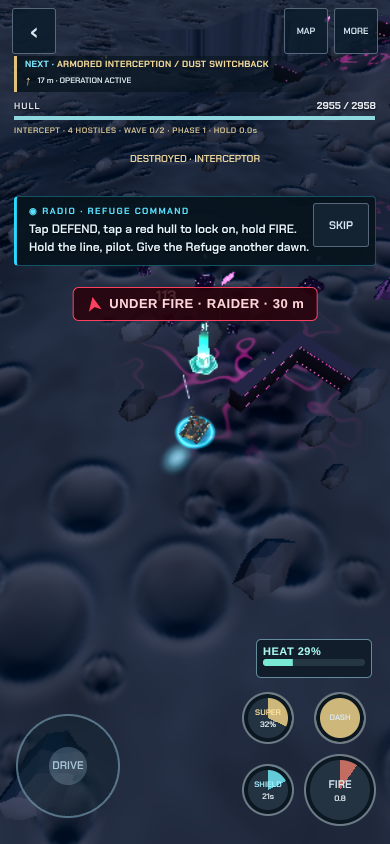 ‹
MAP
MORE
NEXT · ARMORED INTERCEPTION / DUST SWITCHBACK
↑ 17 m · OPERATION ACTIVE
HULL
2955 / 2958
INTERCEPT · 4 HOSTILES · WAVE 0/2 · PHASE 1 · HOLD 0.0s
DESTROYED · INTERCEPTOR
◉ RADIO · REFUGE COMMAND
Tap DEFEND, tap a red hull to lock on, hold FIRE.
Hold the line, pilot. Give the Refuge another dawn.
SKIP
UNDER FIRE · RAIDER · 30 m
HEAT 29%
SUPER
32%
DASH
DRIVE
SHIELD
21s
FIRE
0.8